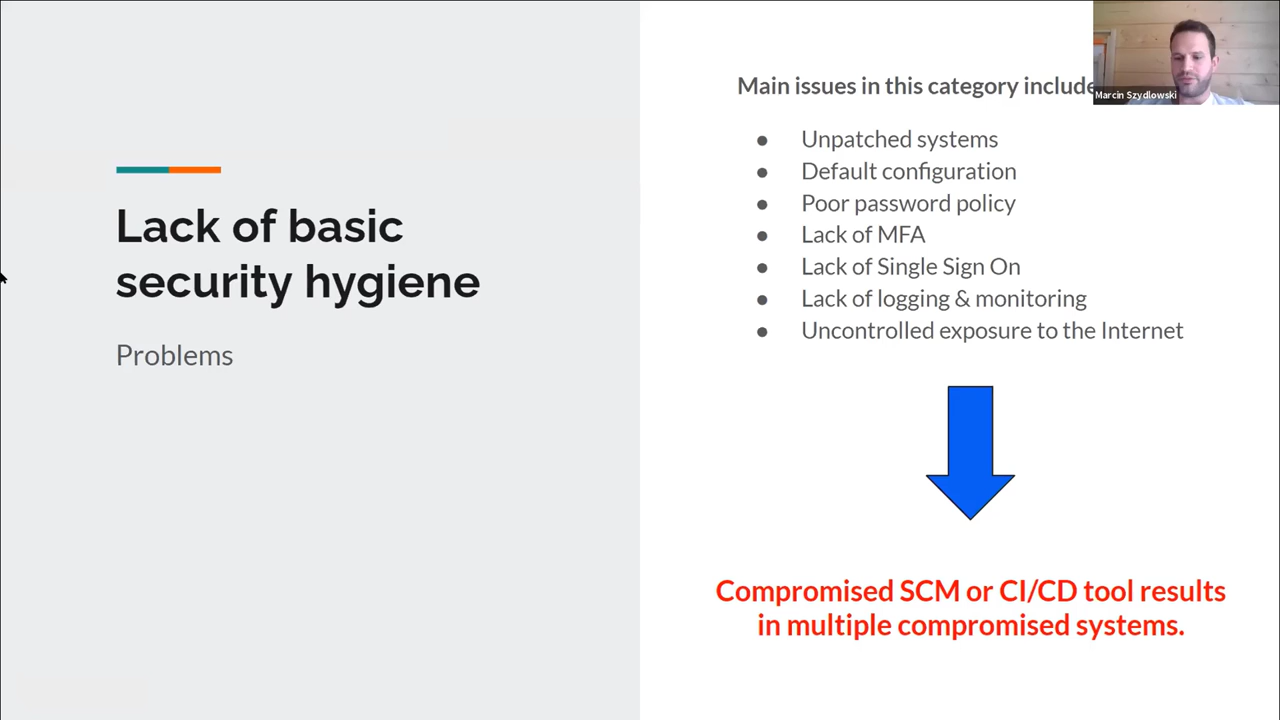 Lack of basic
security hygiene
Problems
Main issues in this category include
Marcin Szydlowski
● Unpatched systems
● Default configuration
● Poor password policy
● Lack of MFA
● Lack of Single Sign On
● Lack of logging & monitoring
● Uncontrolled exposure to the Internet
Compromised SCM or CI/CD tool results
in multiple compromised systems.